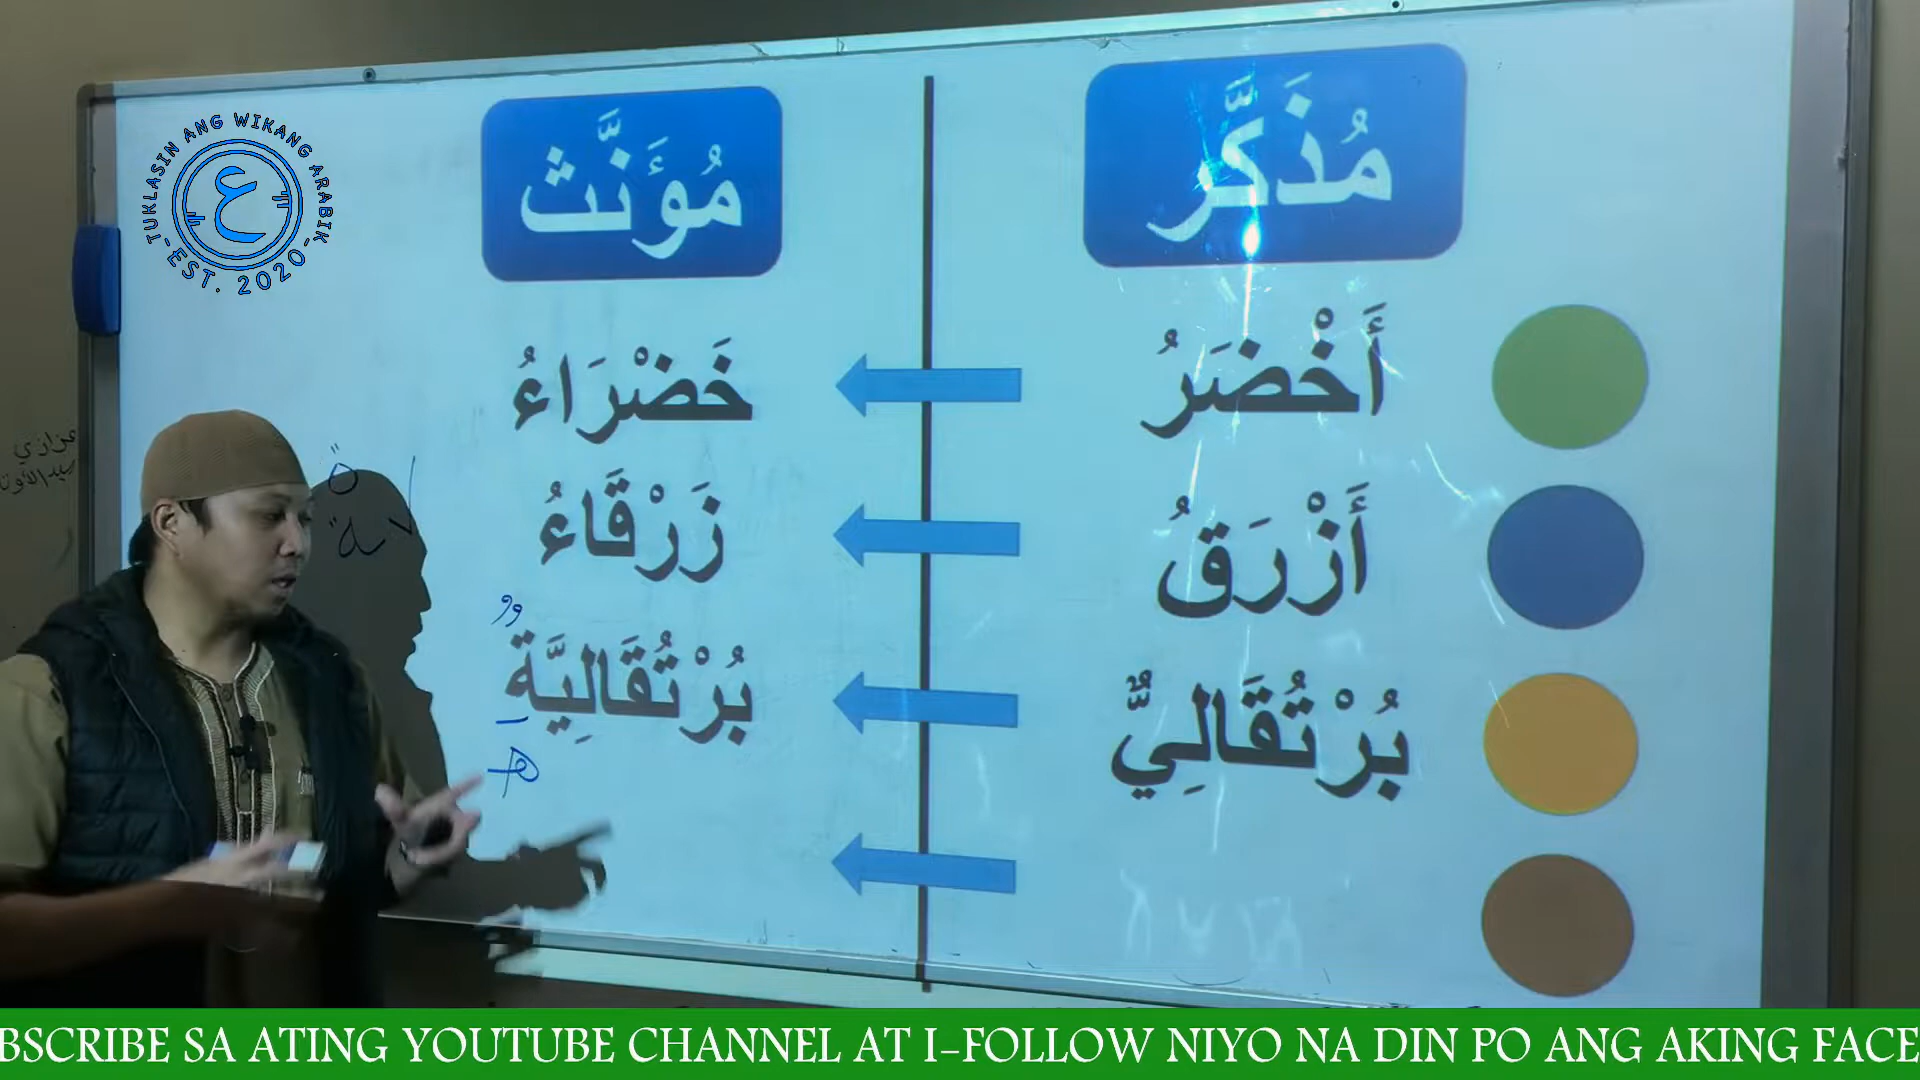 TUKLASIN ANG WIKANG ARABIK
EST. 2020
مُذَكَّر
مُؤَنَّث
أَخْضَرُ
خَضْرَاءُ
أَزْرَقُ
زَرْقَاءُ
بُرْتُقَالِيٌّ
بُرْتُقَالِيَّة
ة
ـة
ه
BSCRIBE SA ATING YOUTUBE CHANNEL AT I-FOLLOW NIYO NA DIN PO ANG AKING FACE